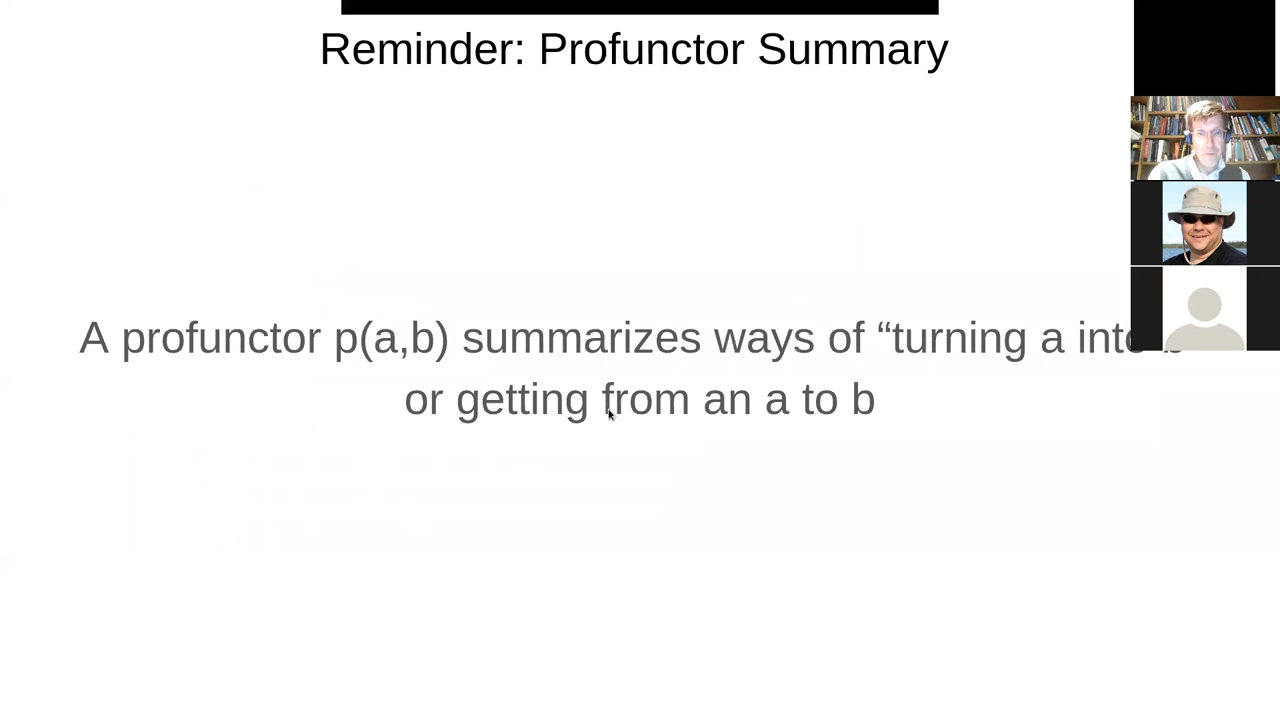 Reminder: Profunctor Summary
A profunctor p(a,b) summarizes ways of “turning a into
or getting from an a to b